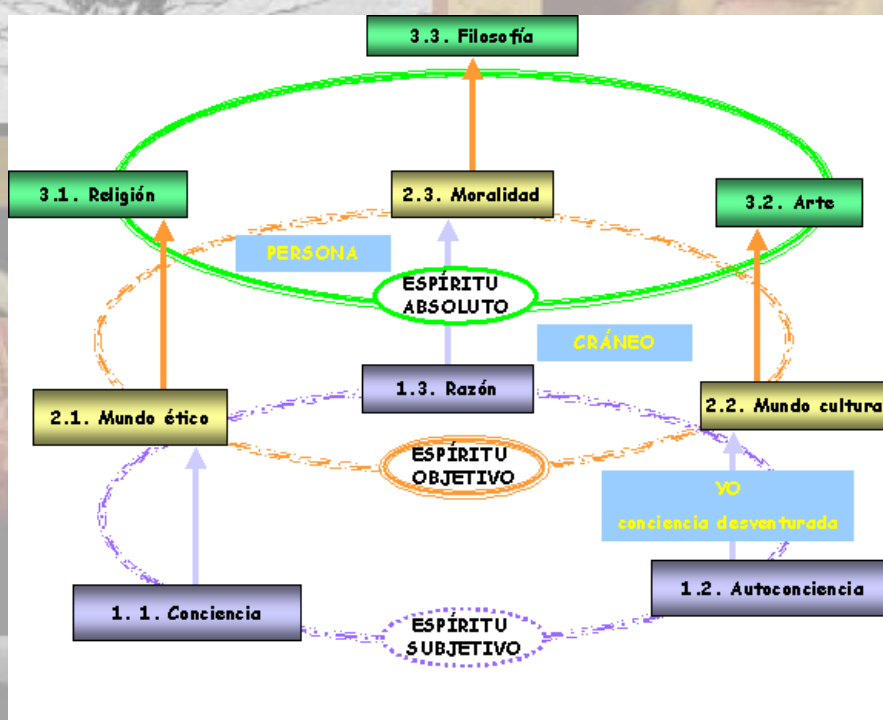 3.3. Filosofía
3.1. Religión
2.3. Moralidad
3.2. Arte
PERSONA
ESPÍRITU
ABSOLUTO
CRÁNEO
1.3. Razón
2.1. Mundo ético
2.2. Mundo cultura
ESPÍRITU
OBJETIVO
YO
conciencia desventurada
1. 1. Conciencia
1.2. Autoconciencia
ESPÍRITU
SUBJETIVO